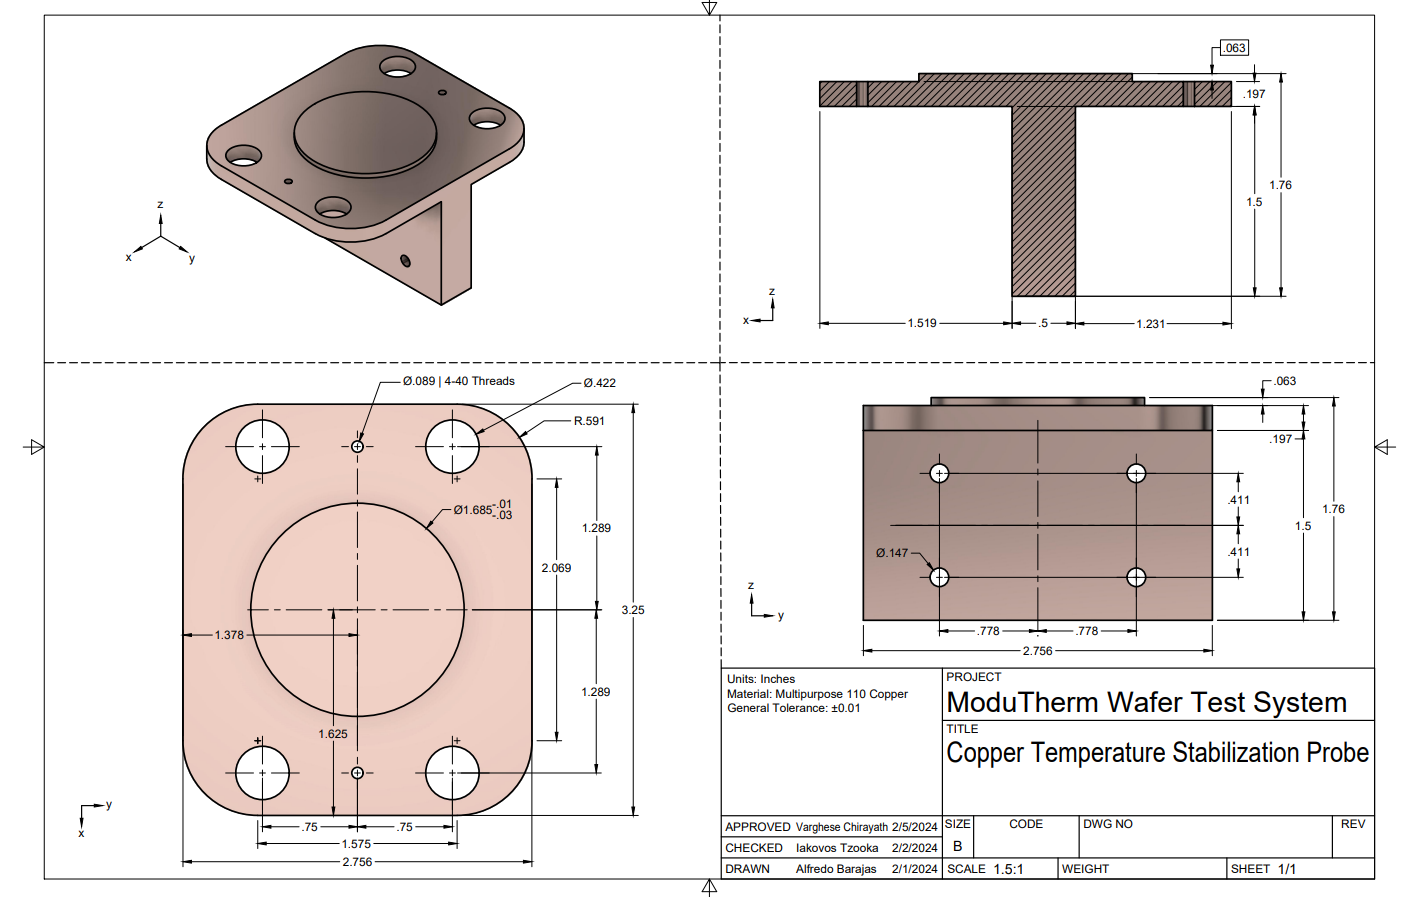 z
x
y
.063
.197
1.76
1.5
z
x
1.519
.5
1.231
Ø.089 | 4-40 Threads
Ø.422
R.591
Ø1.685 -.01
-.03
1.289
2.069
3.25
1.378
1.289
1.625
y
x
.75
.75
1.575
2.756
.063
.197
.411
1.76
1.5
.411
Ø.147
z
y
.778
.778
2.756
Units: Inches
Material: Multipurpose 110 Copper
General Tolerance: ±0.01
PROJECT
ModuTherm Wafer Test System
TITLE
Copper Temperature Stabilization Probe
APPROVED Varghese Chirayath 2/5/2024
CHECKED Iakovos Tzooka 2/2/2024
DRAWN Alfredo Barajas 2/1/2024
SIZE
B
CODE
DWG NO
REV
SCALE 1.5:1
WEIGHT
SHEET 1/1